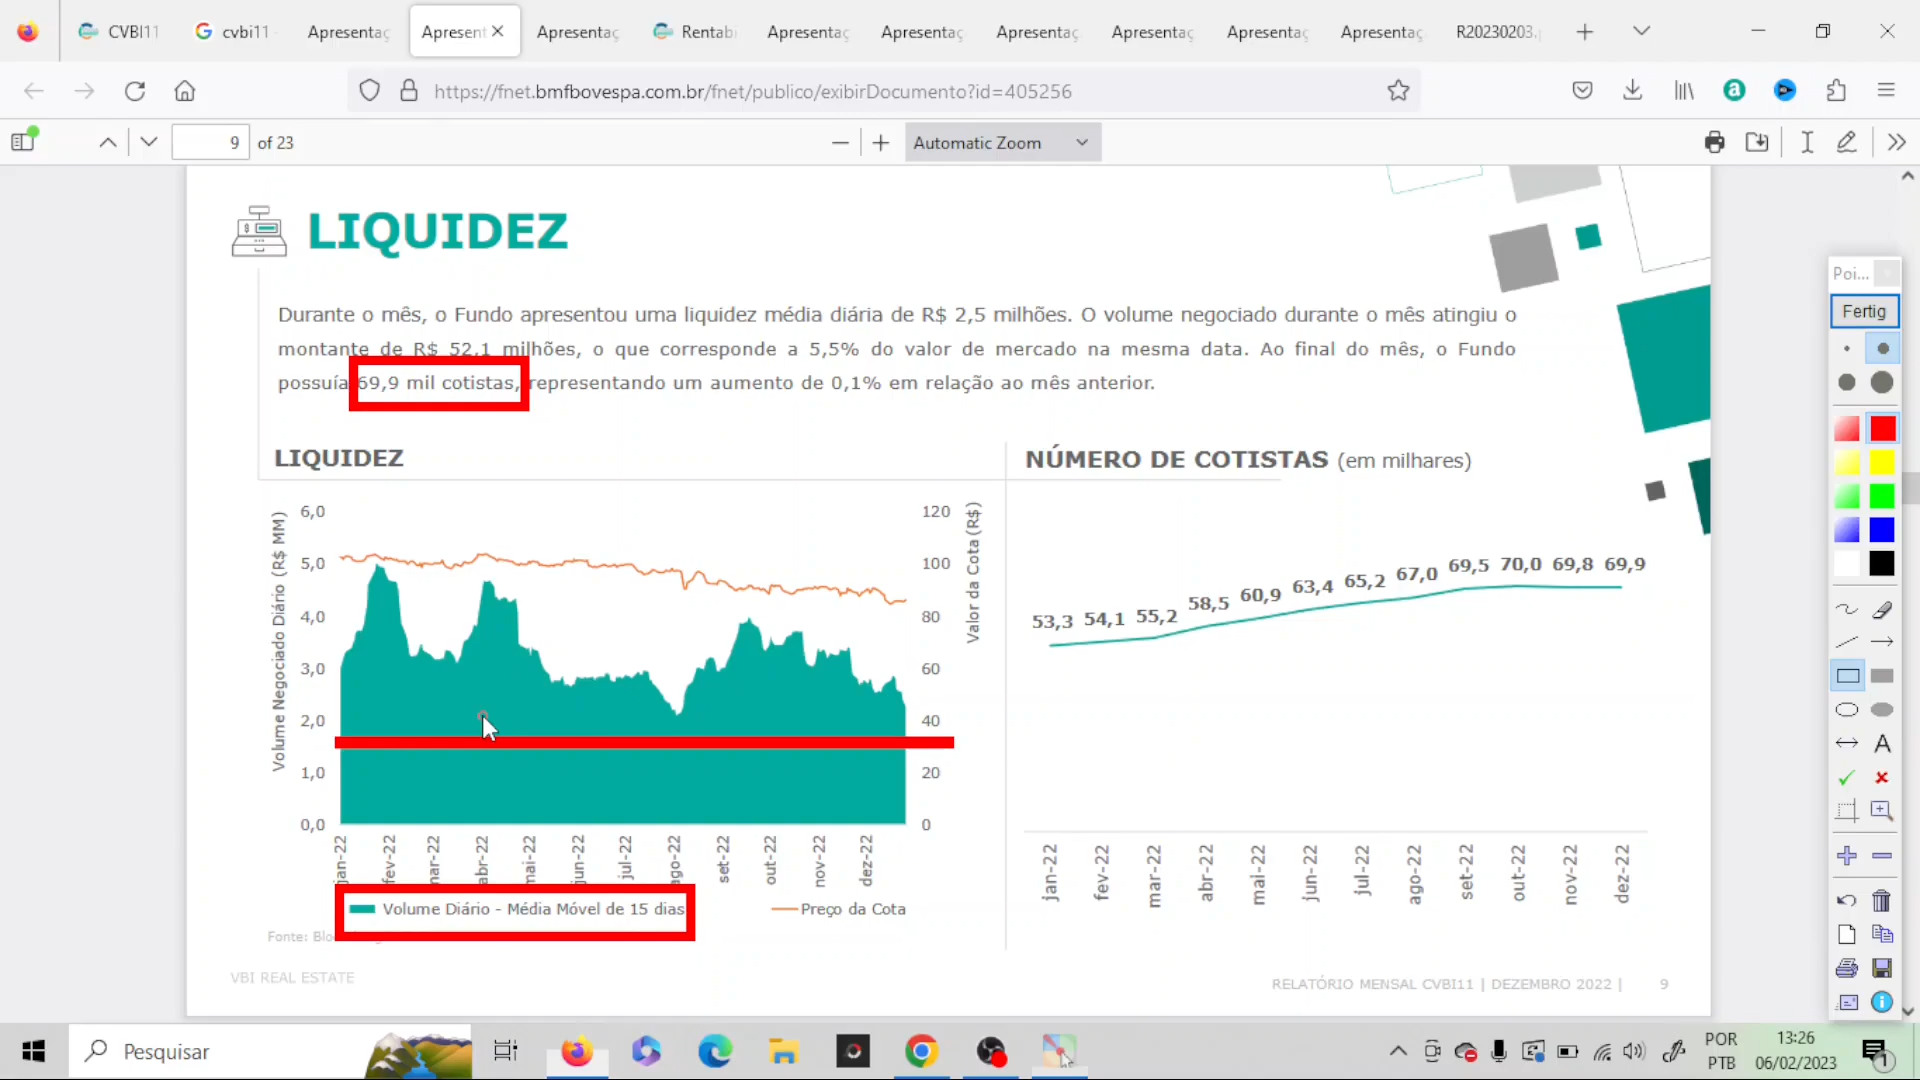 CVBI11
cvbi11
Apresentaç
Apresent
Apresentaç
Rentabi
Apresentaç
Apresentaç
Apresentaç
Apresentaç
Apresentaç
Apresentaç
R20230203.
https://fnet.bmfbovespa.com.br/fnet/publico/exibirDocumento?id=405256
9 of 23
Automatic Zoom
LIQUIDEZ
Durante o mês, o Fundo apresentou uma liquidez média diária de R$ 2,5 milhões. O volume negociado durante o mês atingiu o
montante de R$ 52,1 milhões, o que corresponde a 5,5% do valor de mercado na mesma data. Ao final do mês, o Fundo
possuía 69,9 mil cotistas, representando um aumento de 0,1% em relação ao mês anterior.
LIQUIDEZ
Volume Negociado Diário (R$ MM)
6,0
5,0
4,0
3,0
2,0
1,0
0,0
120
100
80
60
40
20
0
Valor da Cota (R$)
jan-22
fev-22
mar-22
abr-22
mai-22
jun-22
jul-22
ago-22
set-22
out-22
nov-22
dez-22
Volume Diário - Média Móvel de 15 dias
Preço da Cota
Fonte:
NÚMERO DE COTISTAS (em milhares)
53,3 54,1 55,2 58,5 60,9 63,4 65,2 67,0 69,5 70,0 69,8 69,9
jan-22
fev-22
mar-22
abr-22
mai-22
jun-22
jul-22
ago-22
set-22
out-22
nov-22
dez-22
VBI REAL ESTATE
RELATÓRIO MENSAL CVBI11 | DEZEMBRO 2022 | 9
Poi...
Fertig
A
Pesquisar
POR
PTB
13:26
06/02/2023
1